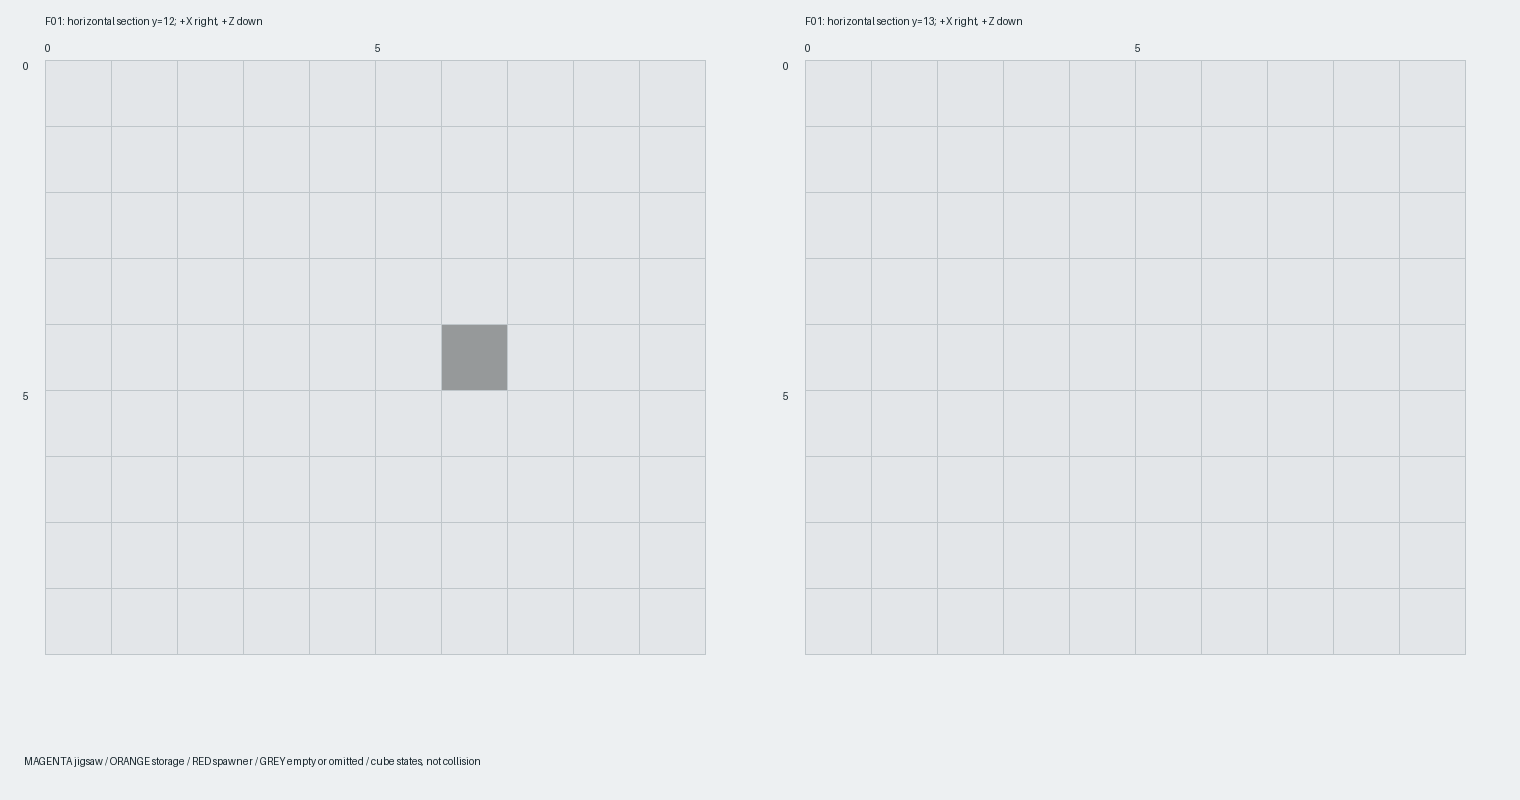 F01: horizontal section y=12; +X right, +Z down
0 5
0
5
F01: horizontal section y=13; +X right, +Z down
0 5
0
5
MAGENTA jigsaw / ORANGE storage / RED spawner / GREY empty or omitted / cube states, not collision